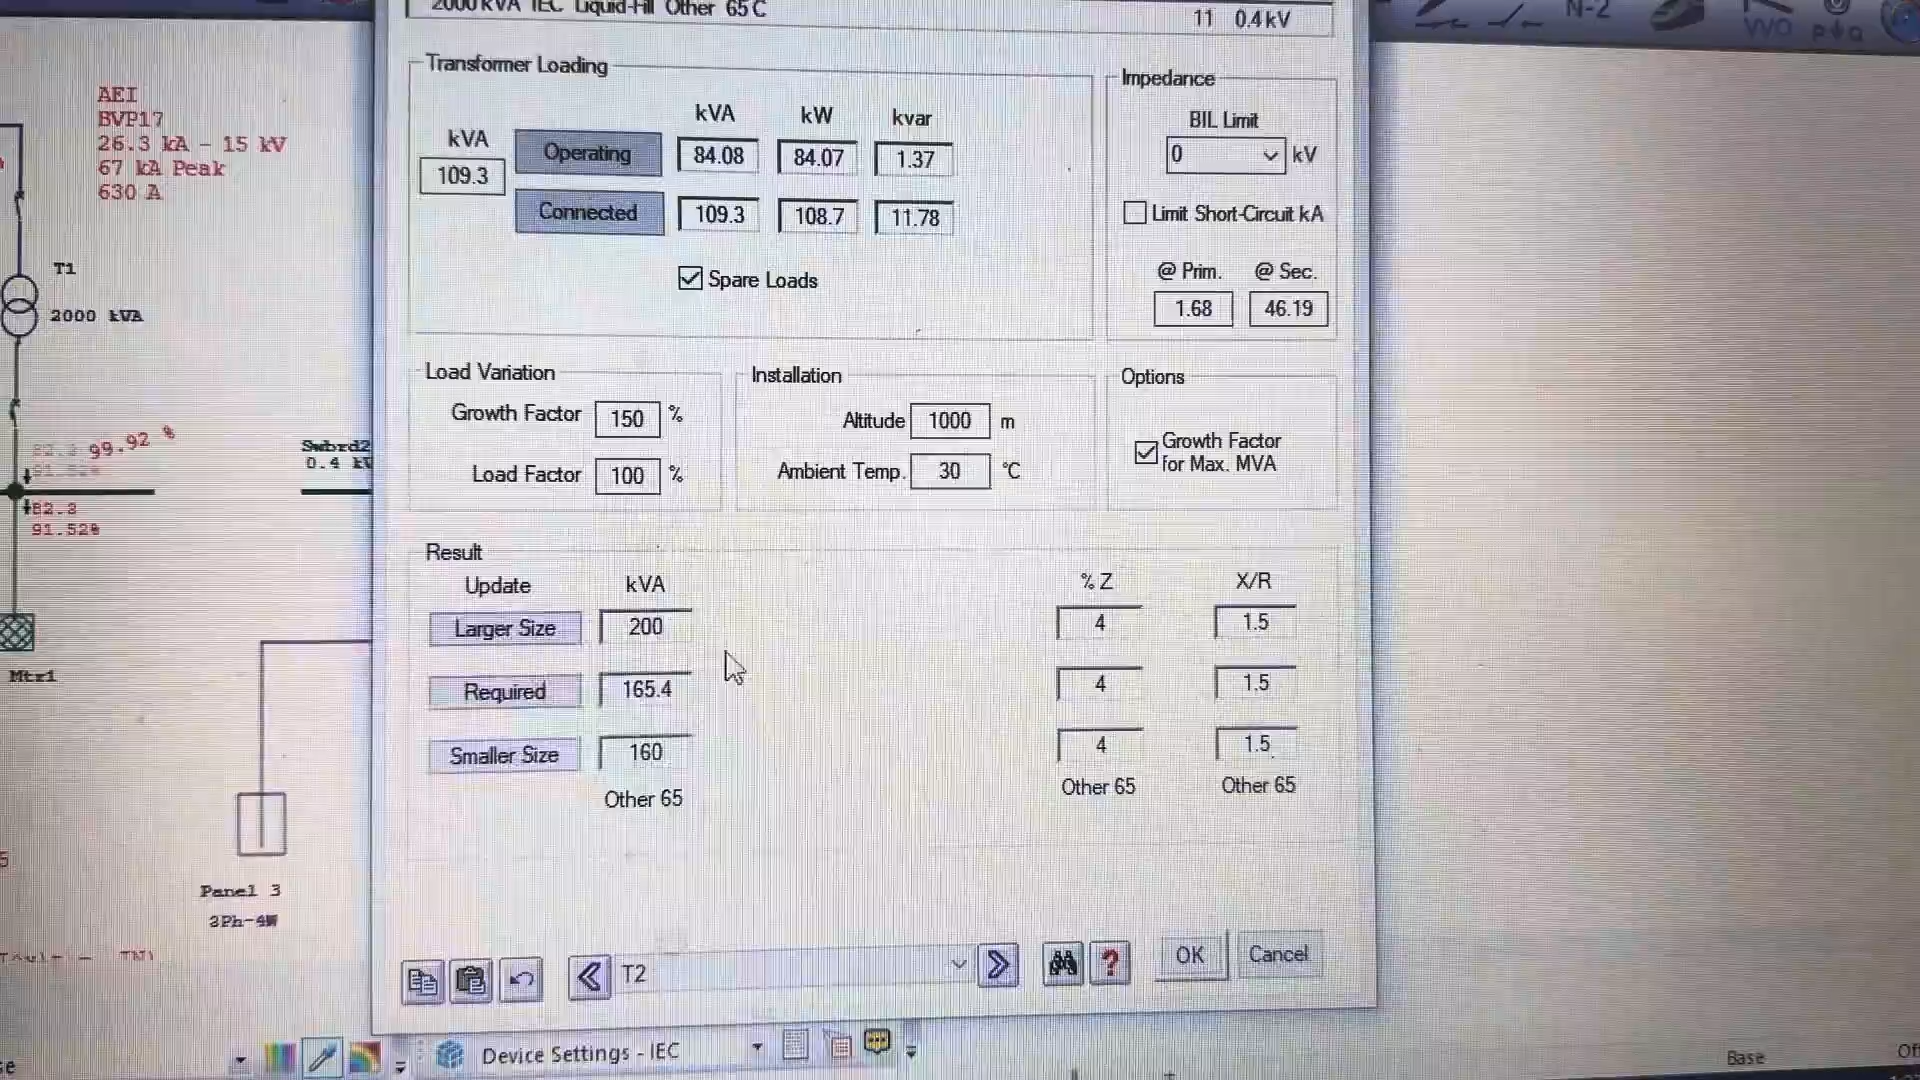 2000 kVA IEC Liquid-Fill Other 65 C
11 0.4 kV
N-2
VVO
AEI
BVP17
26.3 kA - 15 kV
67 kA Peak
630 A
T1
2000 kVA
99.92 %
Swbrd2
0.4 kV
82.3
91.52%
Mtr1
Panel 3
3Ph-4W
Transformer Loading
kVA kW kvar
kVA
109.3
Operating 84.08 84.07 1.37
Connected 109.3 108.7 11.78
Spare Loads
Impedance
BIL Limit
0 kV
Limit Short-Circuit kA
@ Prim. @ Sec.
1.68 46.19
Load Variation
Growth Factor 150 %
Load Factor 100 %
Installation
Altitude 1000 m
Ambient Temp. 30 °C
Options
Growth Factor
for Max. MVA
Result
Update kVA %Z X/R
Larger Size 200 4 1.5
Required 165.4 4 1.5
Smaller Size 160 4 1.5
Other 65 Other 65 Other 65
T2
?
OK Cancel
Device Settings - IEC
Base